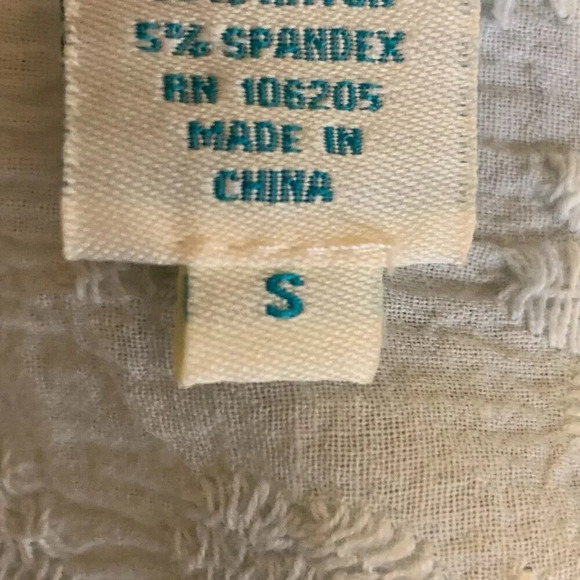 5% SPANDEX
RN 106205
MADE IN
CHINA
S